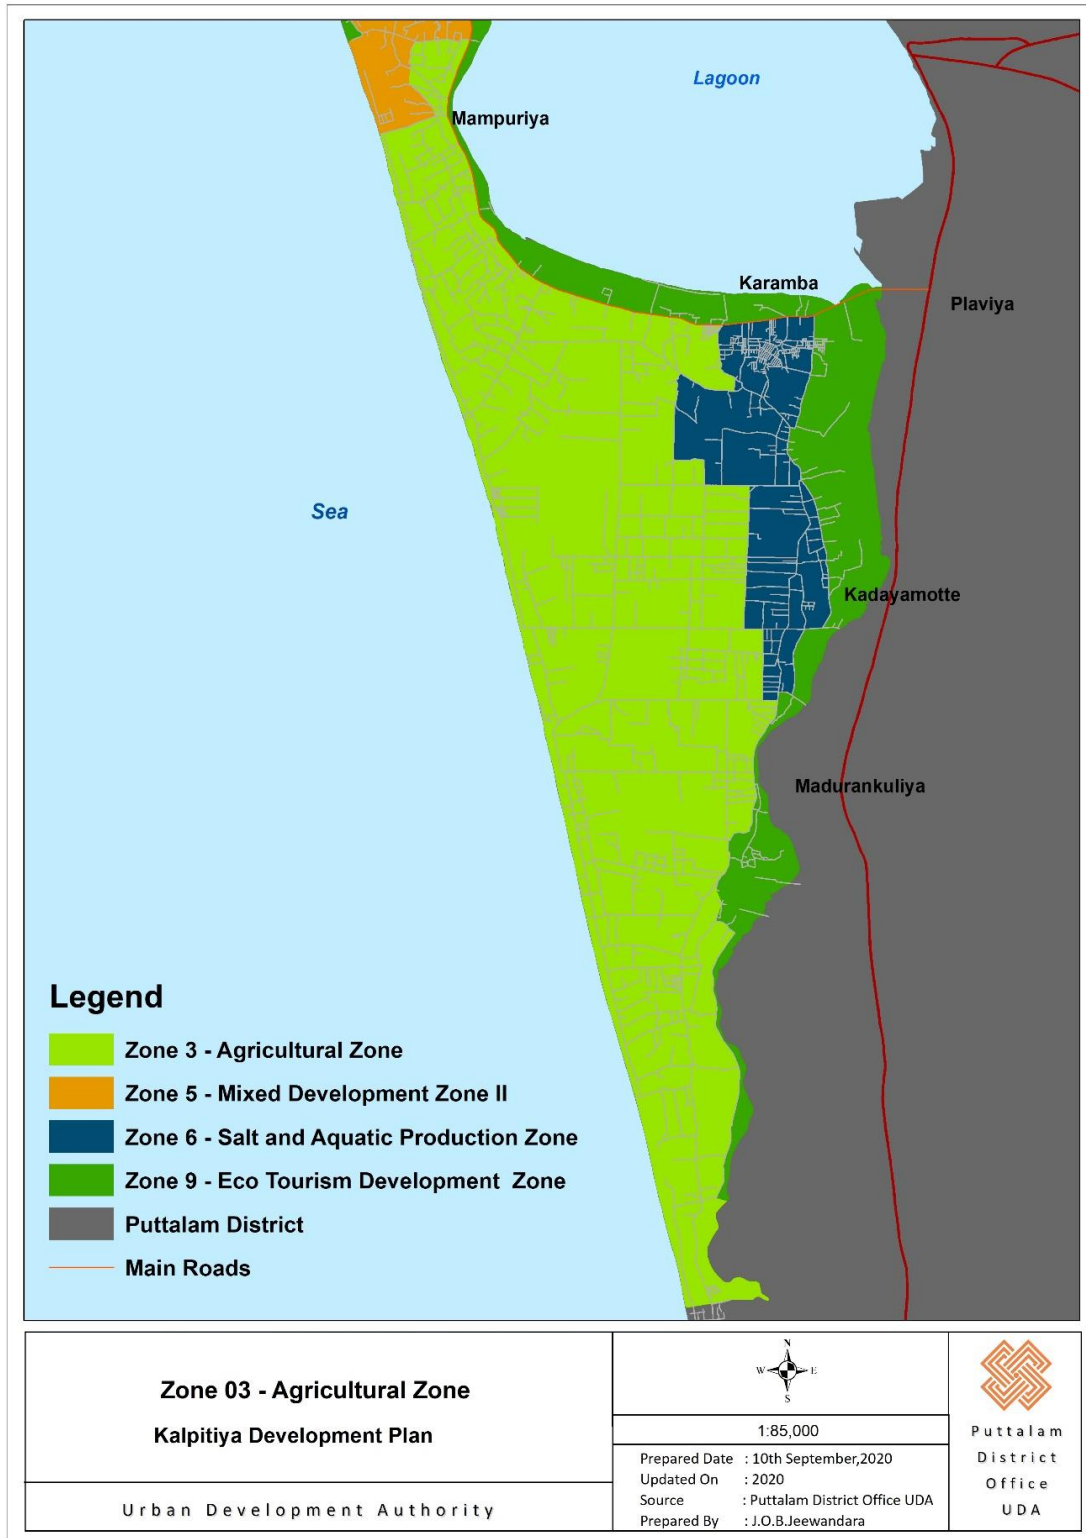 Lagoon
Mampuriya
Karamba
Plaviya
Sea
Kadayamotte
Madurankuliya
Legend
Zone 3 - Agricultural Zone
Zone 5 - Mixed Development Zone II
Zone 6 - Salt and Aquatic Production Zone
Zone 9 - Eco Tourism Development Zone
Puttalam District
Main Roads
Zone 03 - Agricultural Zone
Kalpitiya Development Plan
Urban Development Authority
N
W E
S
1:85,000
Prepared Date : 10th September,2020
Updated On : 2020
Source : Puttalam District Office UDA
Prepared By : J.O.B.Jeewandara
Puttalam
District
Office
UDA